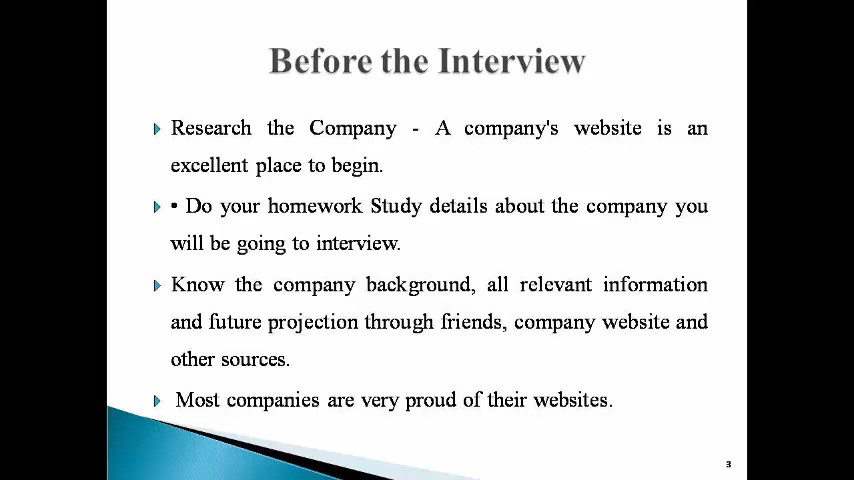 Before the Interview
Research the Company - A company's website is an
excellent place to begin.
• Do your homework Study details about the company you
will be going to interview.
Know the company background, all relevant information
and future projection through friends, company website and
other sources.
Most companies are very proud of their websites.
3